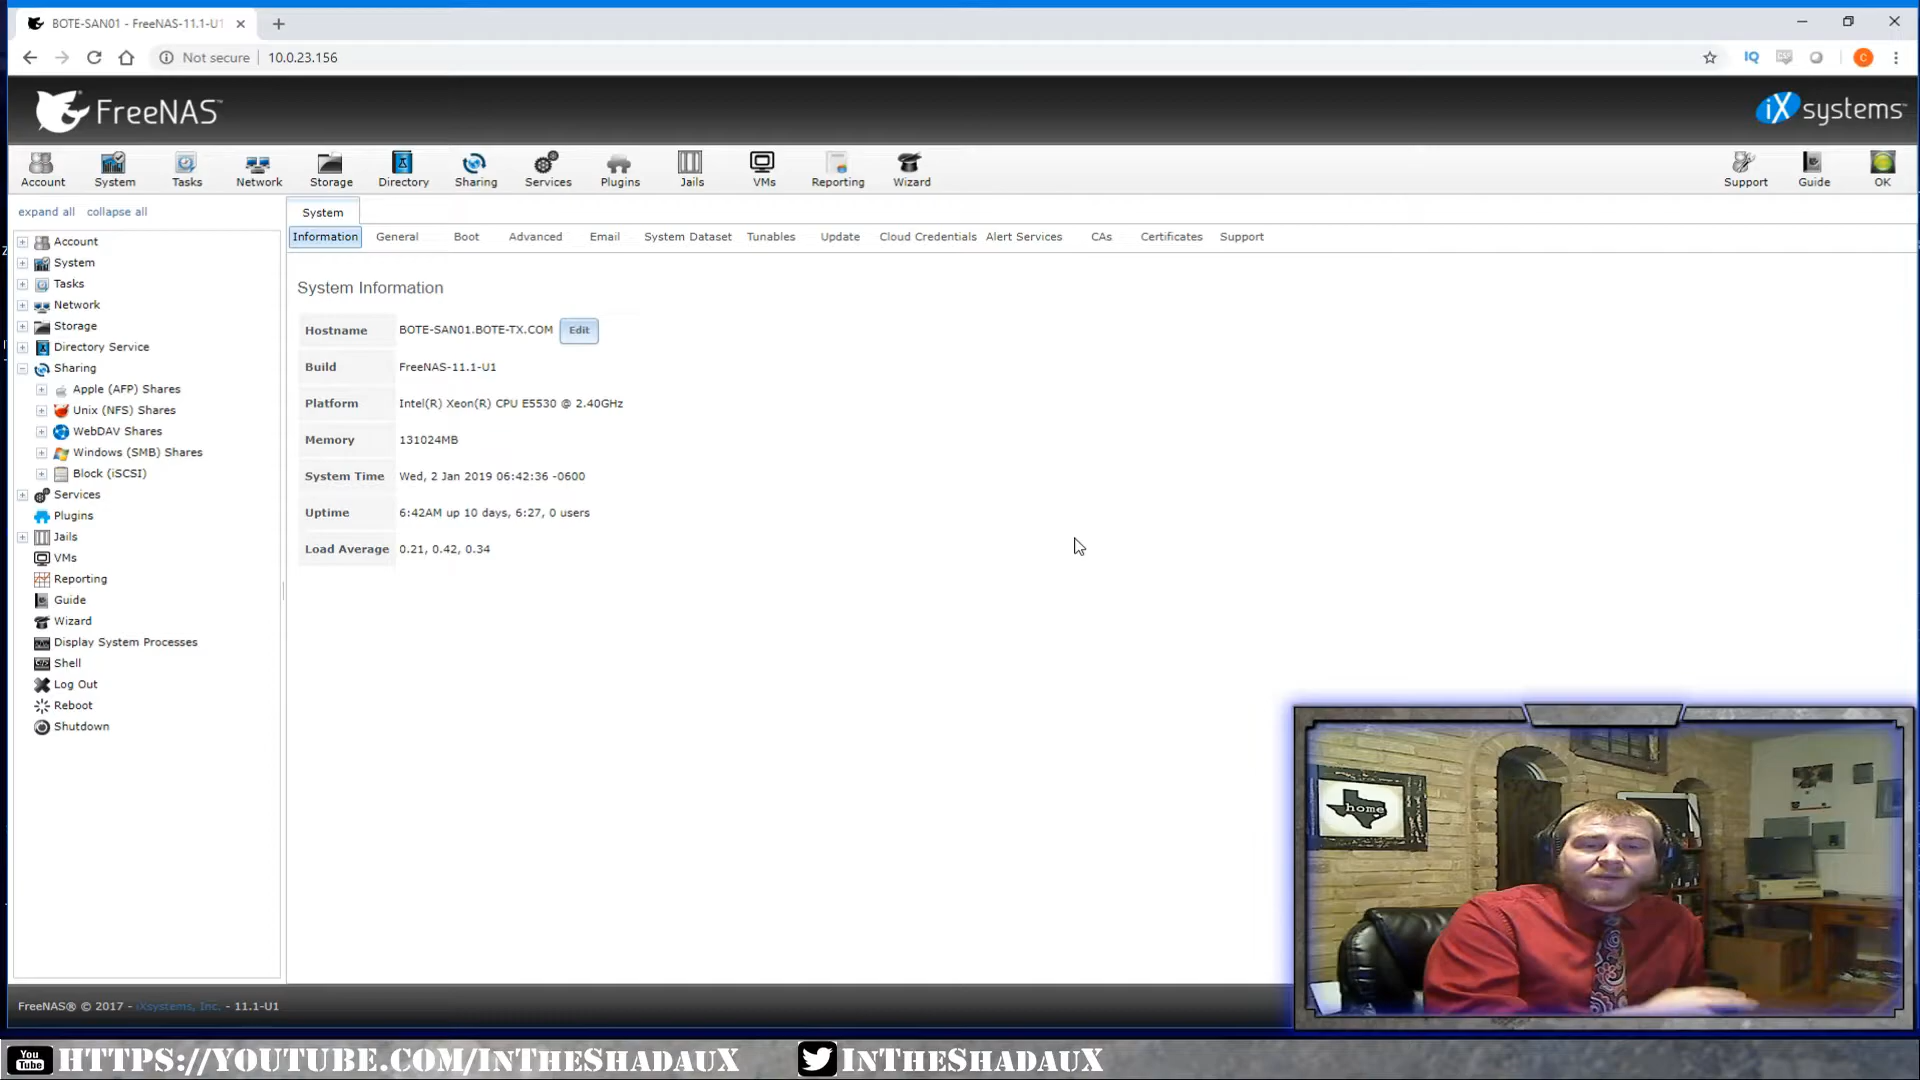 BOTE-SAN01 - FreeNAS-11.1-U1
Not secure
10.0.23.156
IQ
C
FreeNAS™
iXsystems™
Account
System
Tasks
Network
Storage
Directory
Sharing
Services
Plugins
Jails
VMs
Reporting
Wizard
Support
Guide
OK
expand all
collapse all
Account
System
Tasks
Network
Storage
Directory Service
Sharing
Apple (AFP) Shares
Unix (NFS) Shares
WebDAV Shares
Windows (SMB) Shares
Block (iSCSI)
Services
Plugins
Jails
VMs
Reporting
Guide
Wizard
Display System Processes
Shell
Log Out
Reboot
Shutdown
System
Information
General
Boot
Advanced
Email
System Dataset
Tunables
Update
Cloud Credentials
Alert Services
CAs
Certificates
Support
System Information
Hostname BOTE-SAN01.BOTE-TX.COM Edit
Build FreeNAS-11.1-U1
Platform Intel(R) Xeon(R) CPU E5530 @ 2.40GHz
Memory 131024MB
System Time Wed, 2 Jan 2019 06:42:36 -0600
Uptime 6:42AM up 10 days, 6:27, 0 users
Load Average 0.21, 0.42, 0.34
home
FreeNAS® © 2017 - iXsystems, Inc. - 11.1-U1
You Tube
HTTPS://YOUTUBE.COM/INTHESHADAUX
INTHESHADAUX